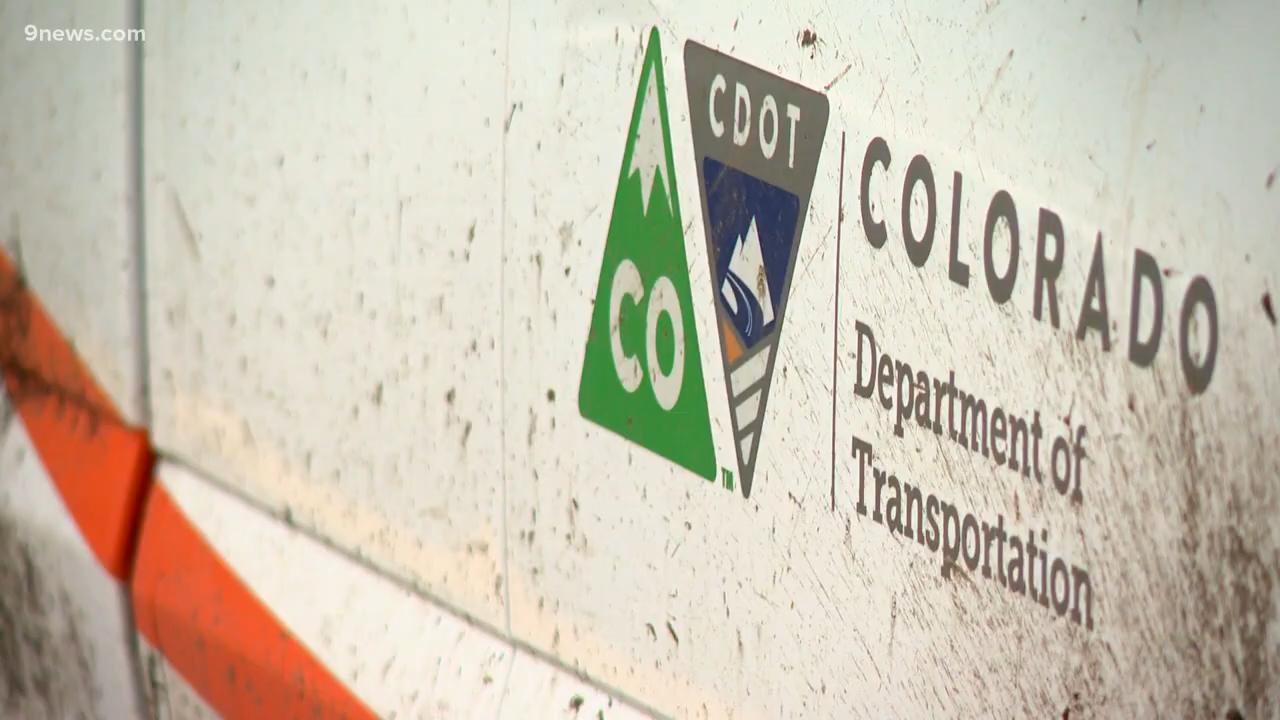 9news.com
CDOT
CO
TM
COLORADO
Department of
Transportation